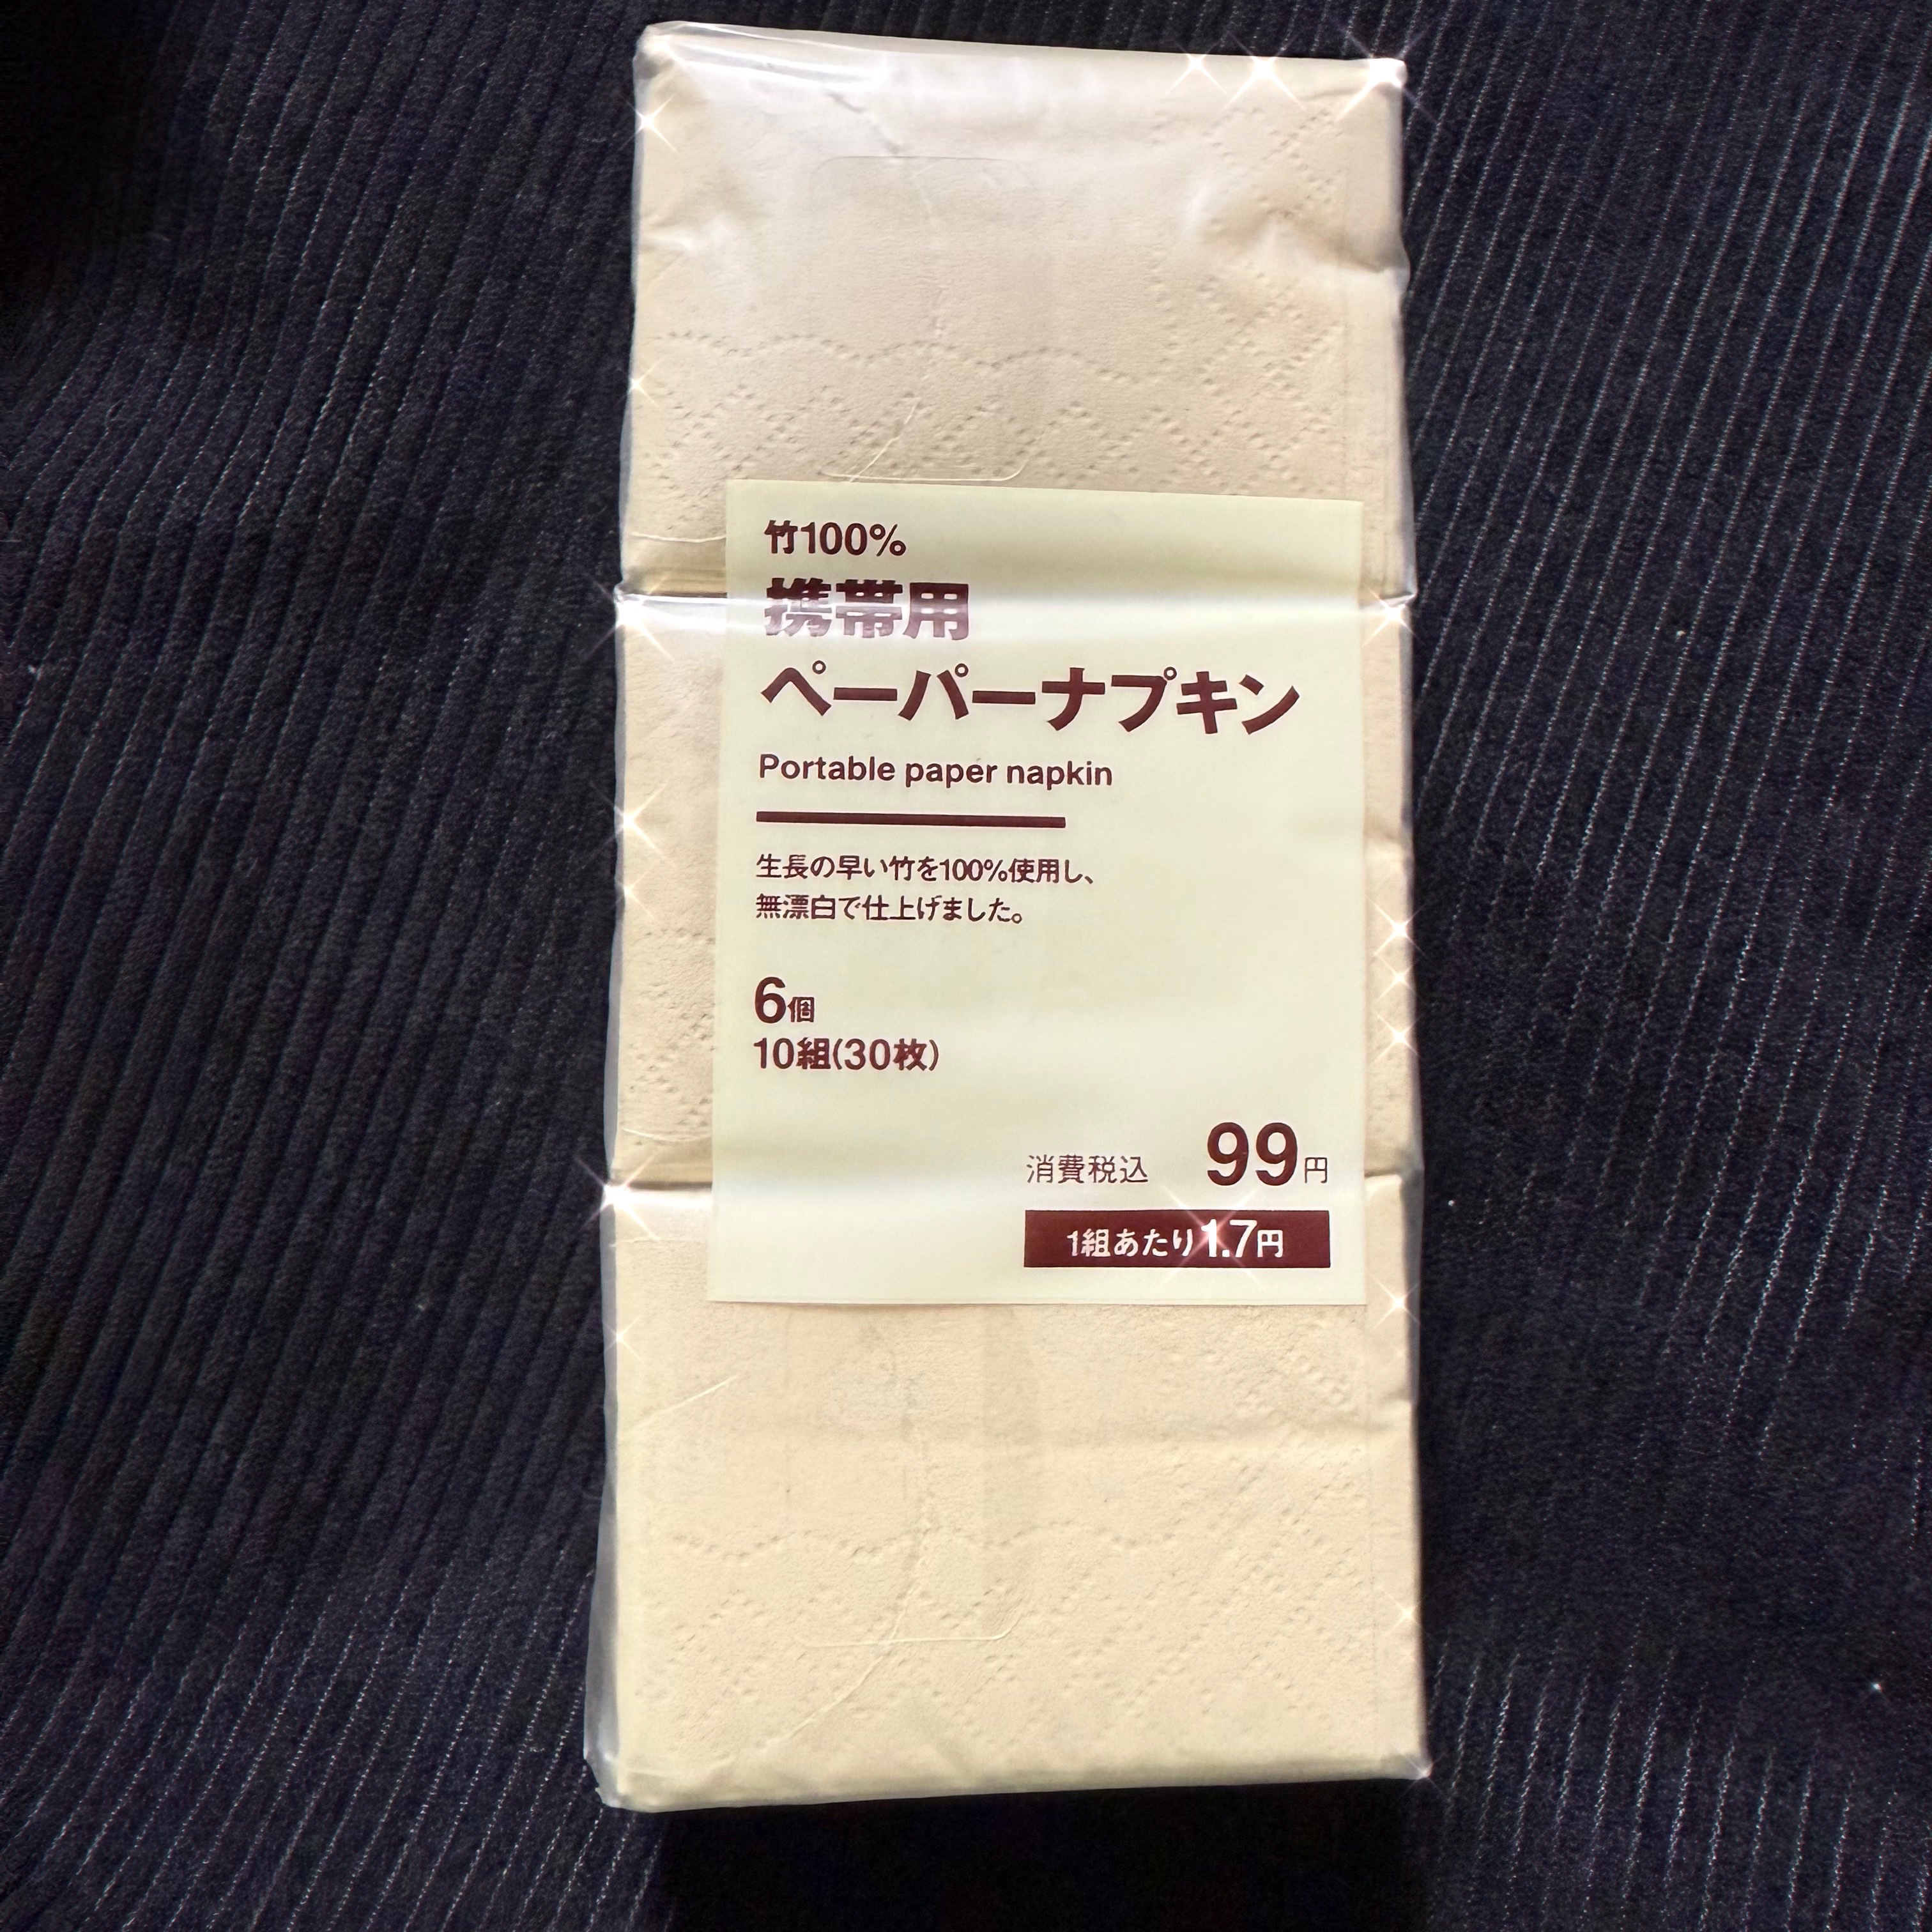 竹100%
携帯用
ペーパーナプキン
Portable paper napkin
生長の早い竹を100%使用し、
無漂白で仕上げました。
6個
10組(30枚)
消費税込 99円
1組あたり1.7円